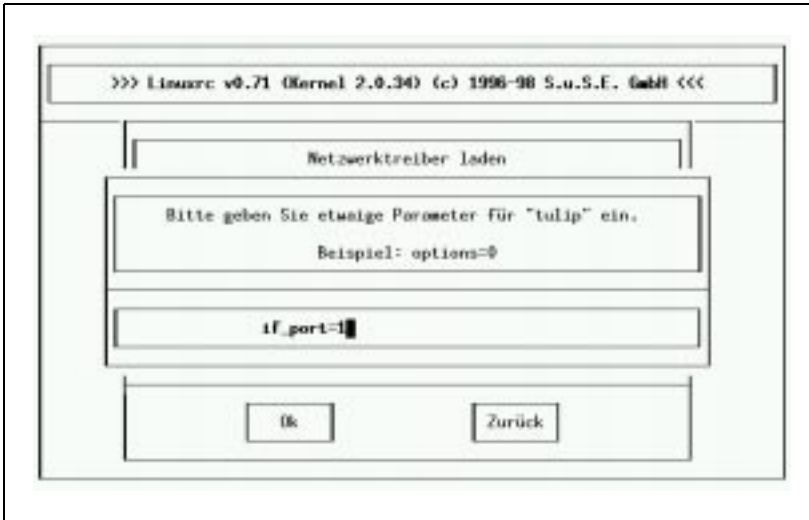 >>> Linuxrc v0.71 (Kernel 2.0.34) (c) 1996-98 S.u.S.E. GmbH <<<
Netzwerktreiber laden
Bitte geben Sie etwaige Parameter für "tulip" ein.
Beispiel: options=0
if_port=1
Ok
Zurück